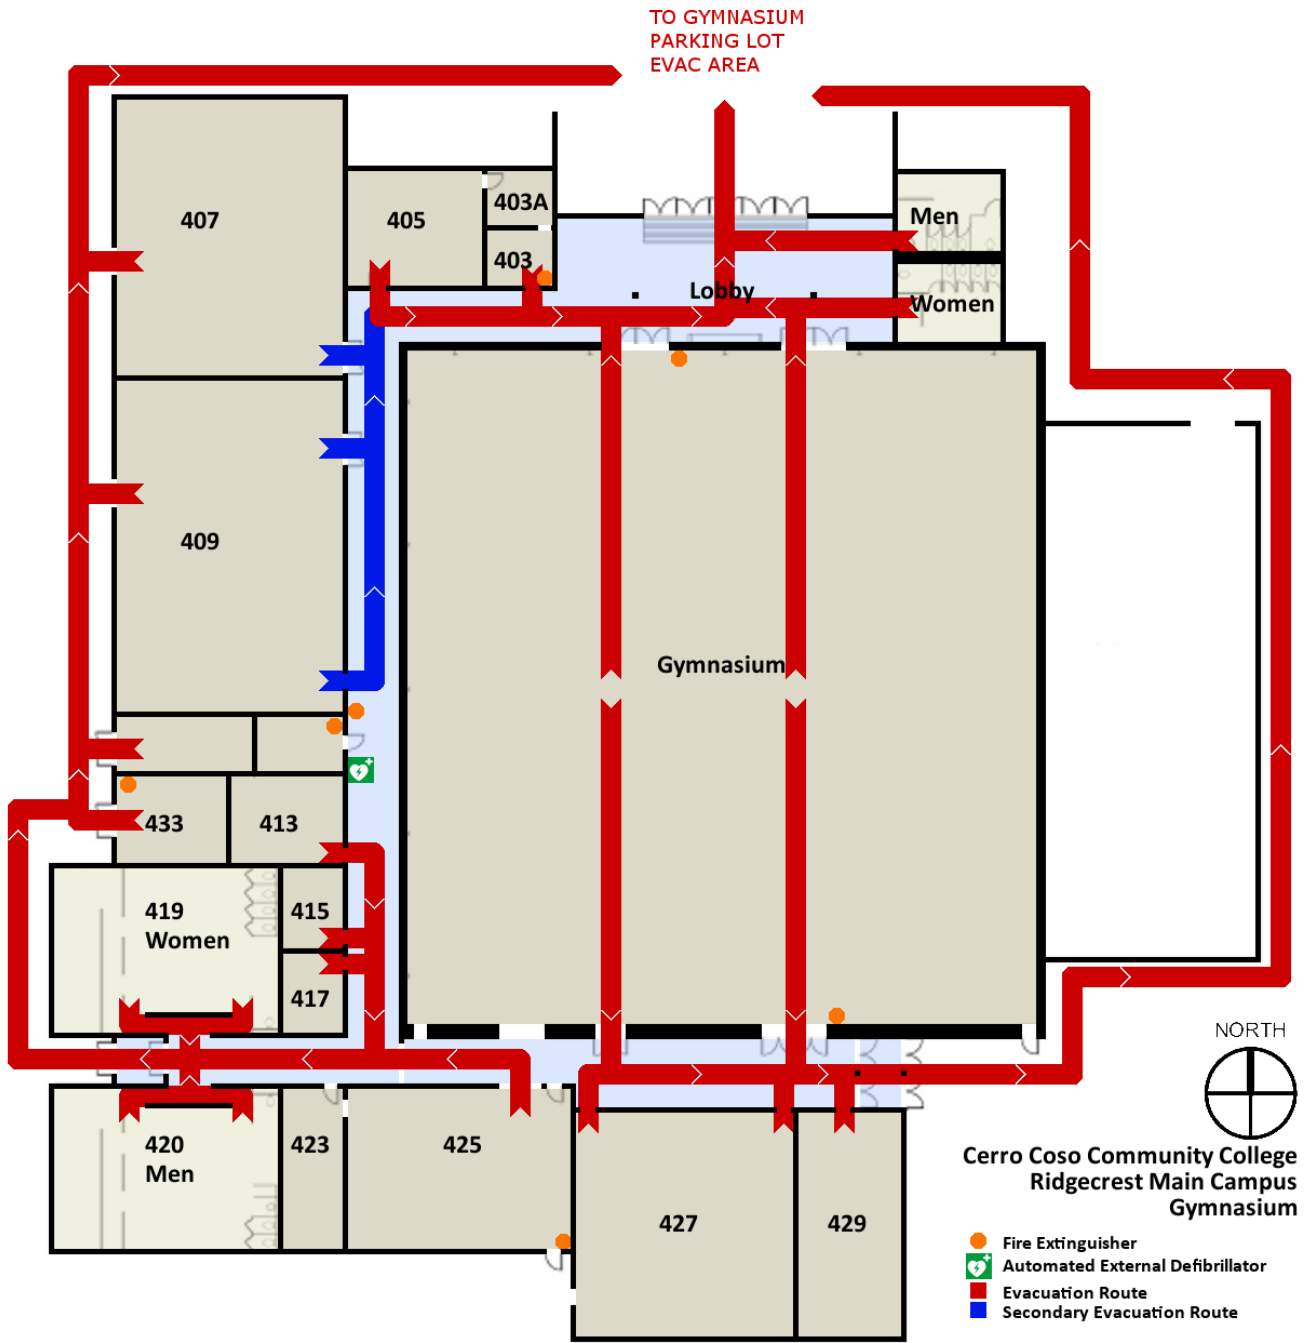 TO GYMNASIUM
PARKING LOT
EVAC AREA
407
405
403A
403
Men
Lobby
Women
409
Gymnasium
433
413
419
Women
415
417
420
Men
423
425
427
429
NORTH
Cerro Coso Community College
Ridgecrest Main Campus
Gymnasium
Fire Extinguisher
Automated External Defibrillator
Evacuation Route
Secondary Evacuation Route